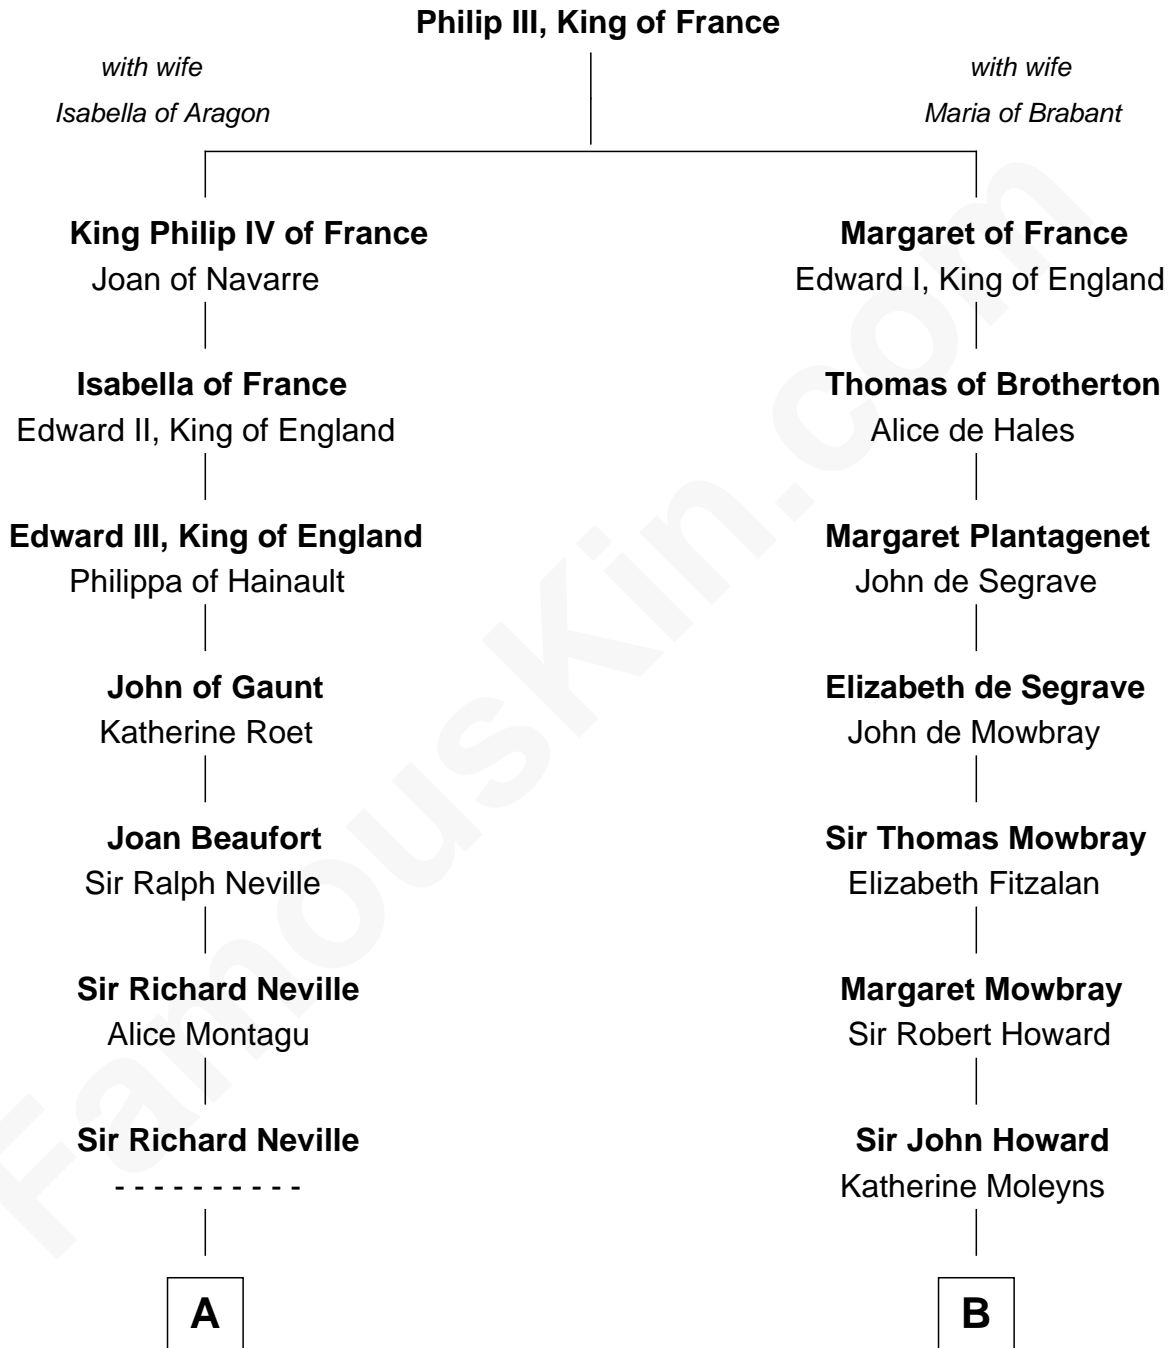 Philip III, King of France
with wife
Isabella of Aragon
with wife
Maria of Brabant
King Philip IV of France
Joan of Navarre
Margaret of France
Edward I, King of England
Isabella of France
Edward II, King of England
Thomas of Brotherton
Alice de Hales
Edward III, King of England
Philippa of Hainault
Margaret Plantagenet
John de Segrave
John of Gaunt
Katherine Roet
Elizabeth de Segrave
John de Mowbray
Joan Beaufort
Sir Ralph Neville
Sir Thomas Mowbray
Elizabeth Fitzalan
Sir Richard Neville
Alice Montagu
Margaret Mowbray
Sir Robert Howard
Sir Richard Neville
- - - - - - - - - -
Sir John Howard
Katherine Moleyns
A
B
FamousKin.com